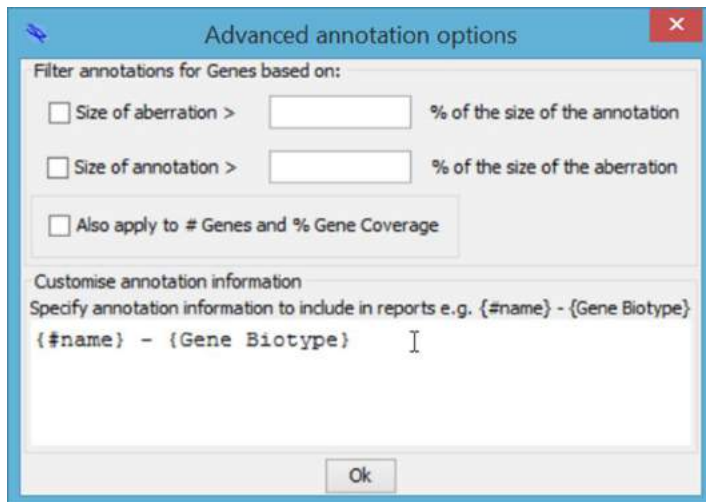 Advanced annotation options
Filter annotations for Genes based on:
Size of aberration > % of the size of the annotation
Size of annotation > % of the size of the aberration
Also apply to # Genes and % Gene Coverage
Customise annotation information
Specify annotation information to include in reports e.g. {#name} - {Gene Biotype}
{#name} - {Gene Biotype}
Ok